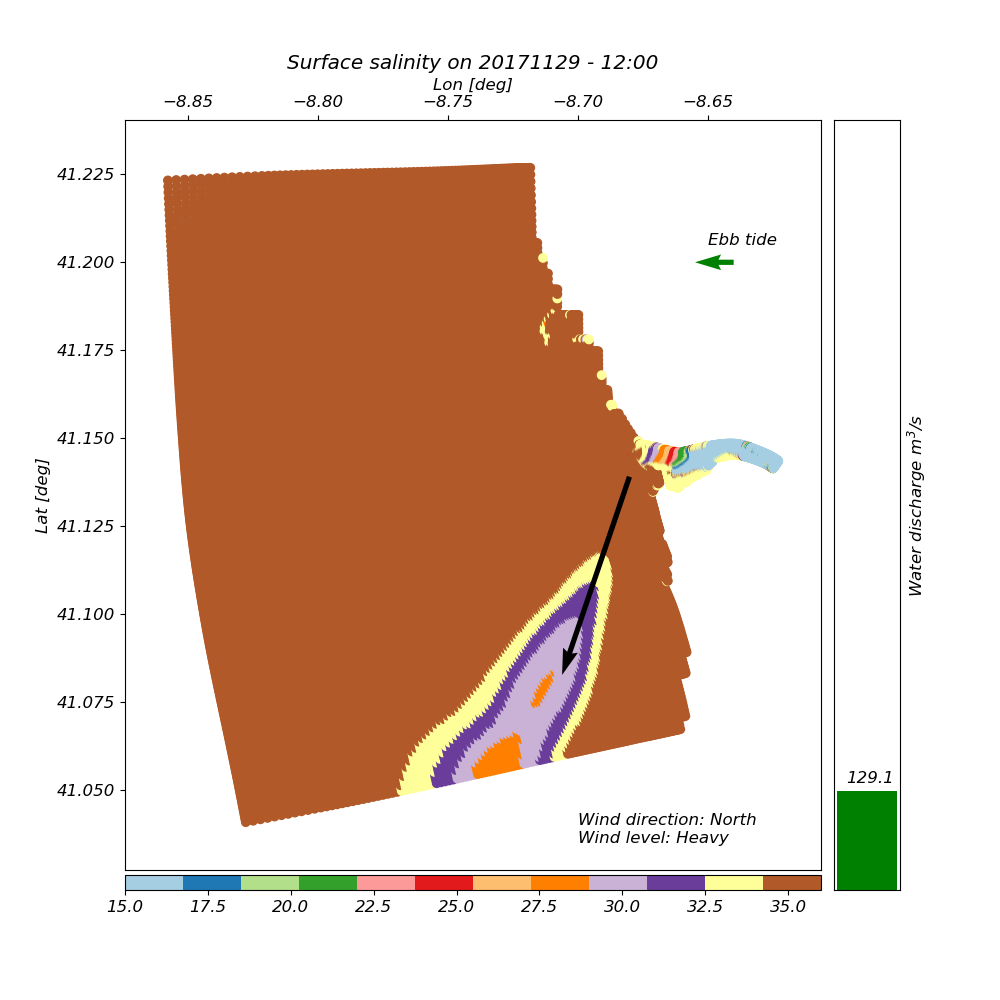 Surface salinity on 20171129 - 12:00
Lon [deg]
−8.85 −8.80 −8.75 −8.70 −8.65
41.225
41.200
41.175
41.150
41.125
41.100
41.075
41.050
Lat [deg]
Ebb tide
Water discharge m³/s
129.1
Wind direction: North
Wind level: Heavy
15.0 17.5 20.0 22.5 25.0 27.5 30.0 32.5 35.0